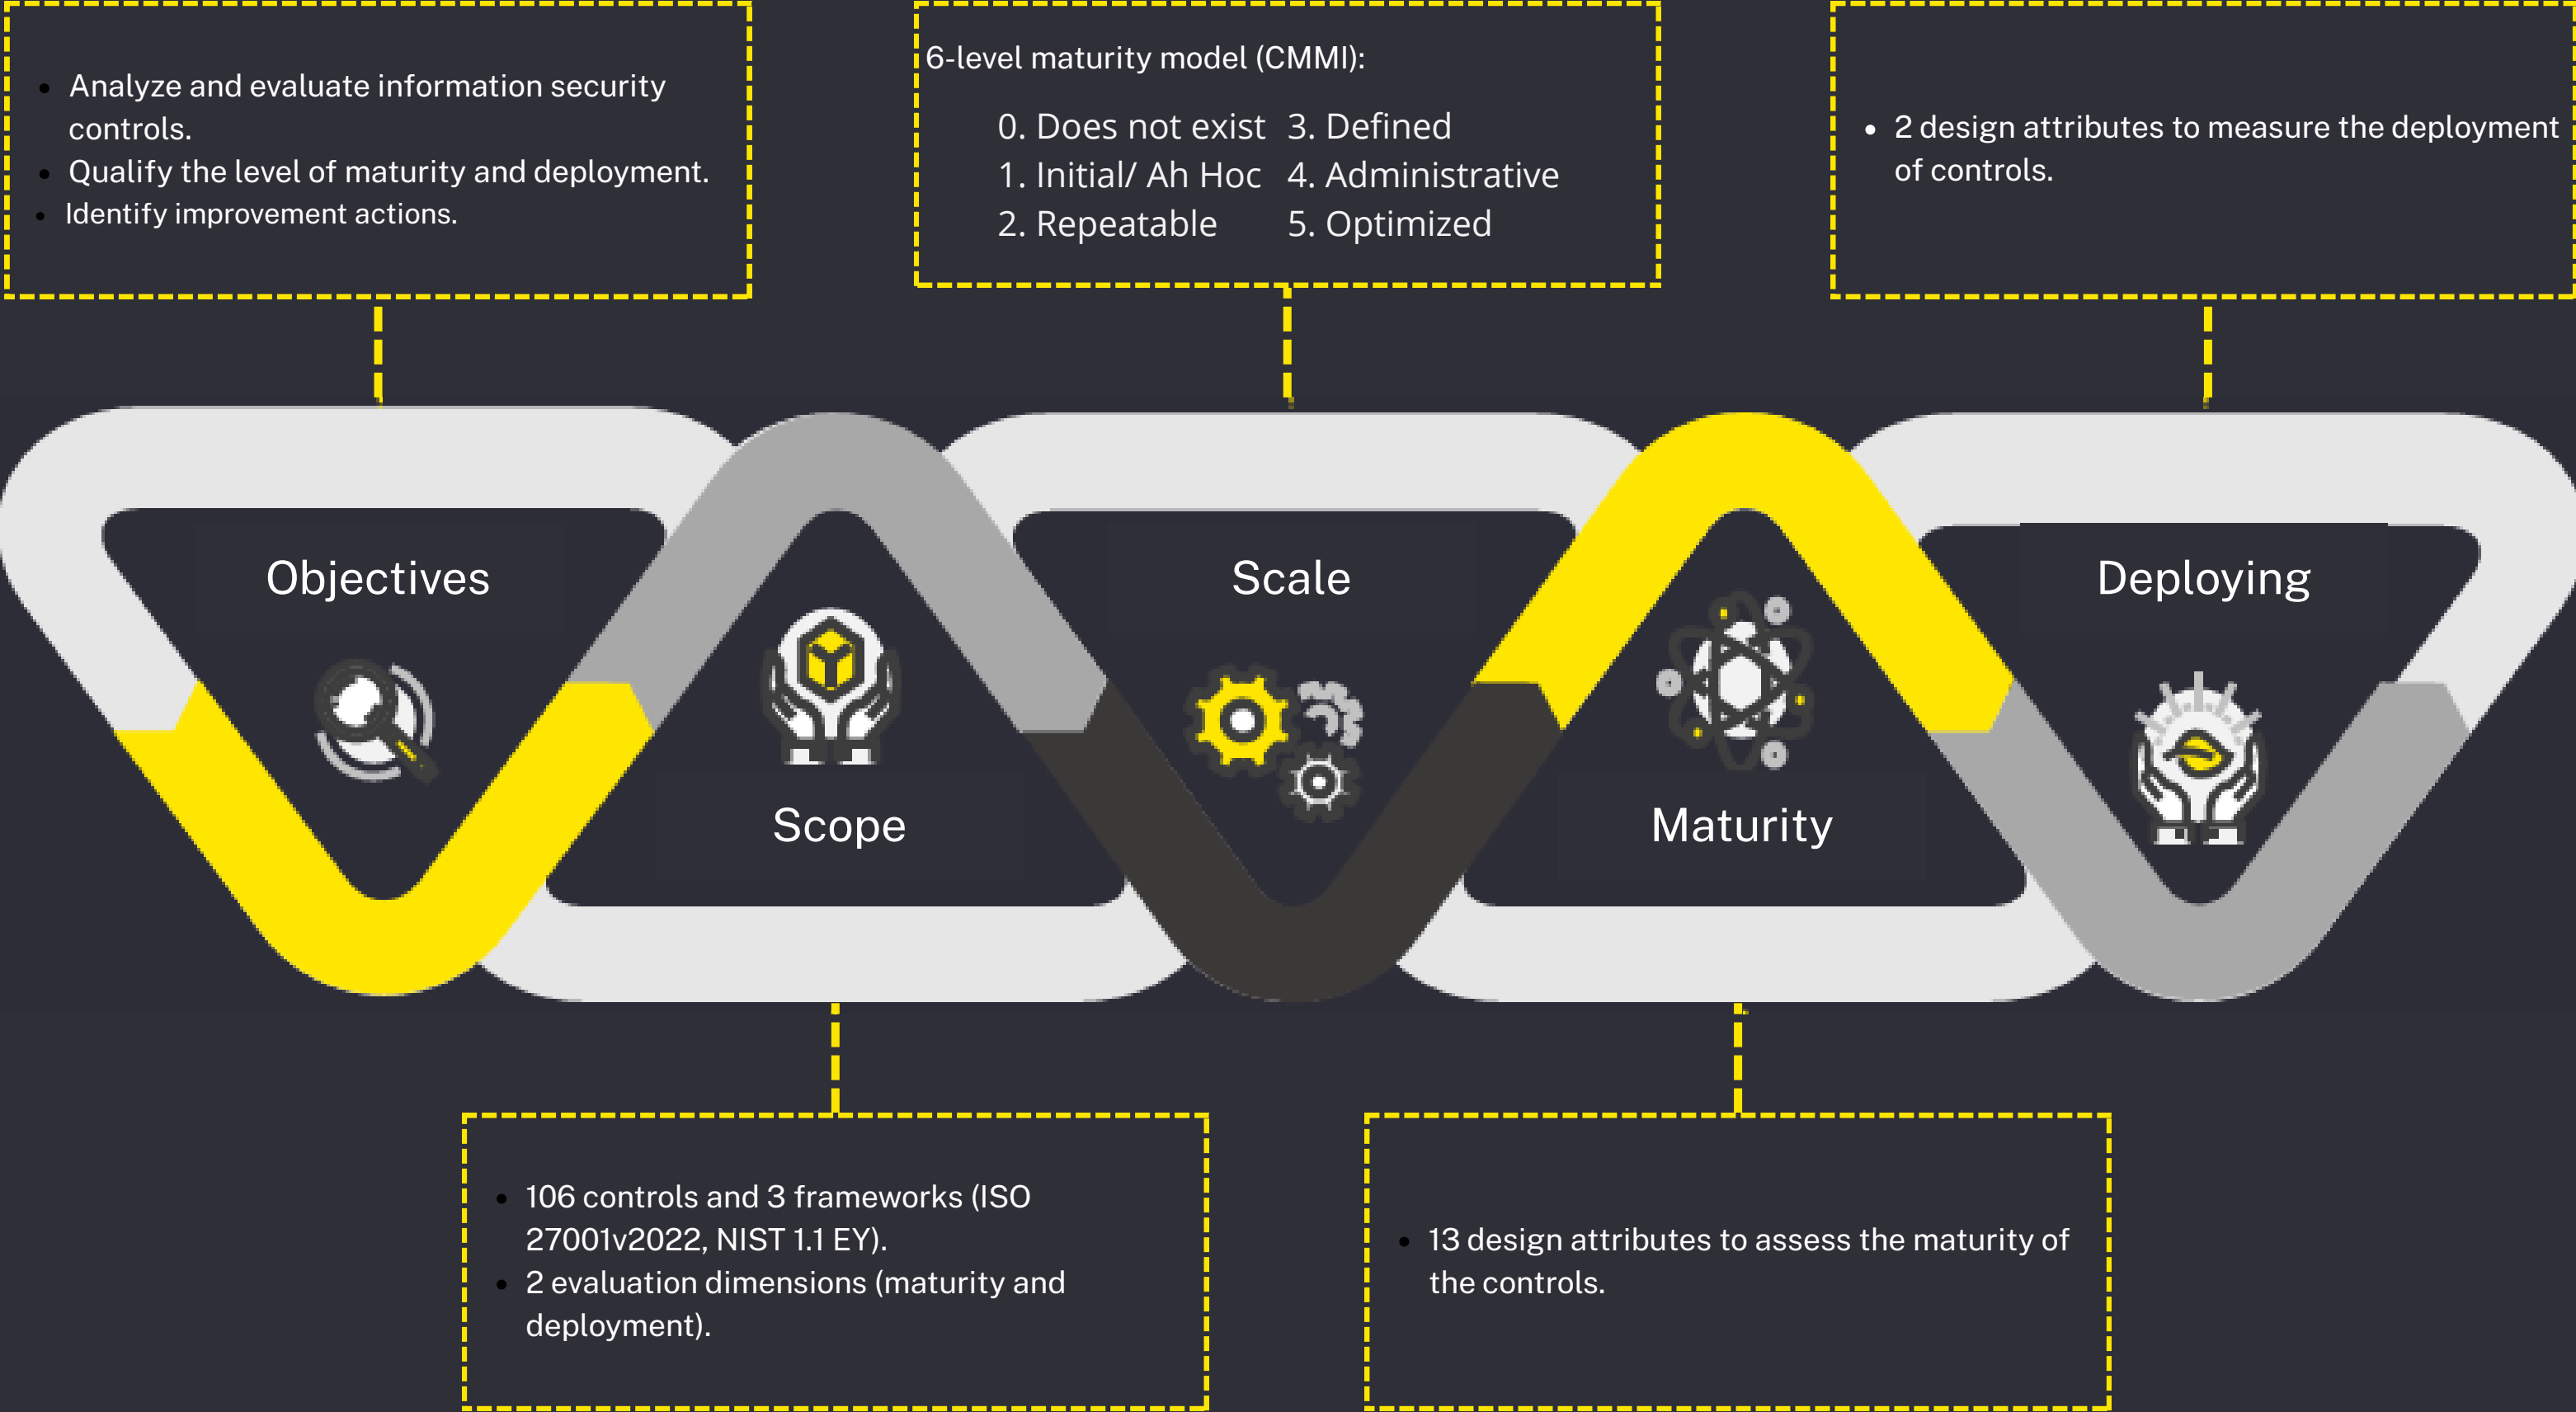 • Analyze and evaluate information security
controls.
• Qualify the level of maturity and deployment.
• Identify improvement actions.
6-level maturity model (CMMI):
0. Does not exist
1. Initial/ Ah Hoc
2. Repeatable
3. Defined
4. Administrative
5. Optimized
• 2 design attributes to measure the deployment
of controls.
Objectives
Scope
Scale
Maturity
Deploying
• 106 controls and 3 frameworks (ISO
27001v2022, NIST 1.1 EY).
• 2 evaluation dimensions (maturity and
deployment).
• 13 design attributes to assess the maturity of
the controls.